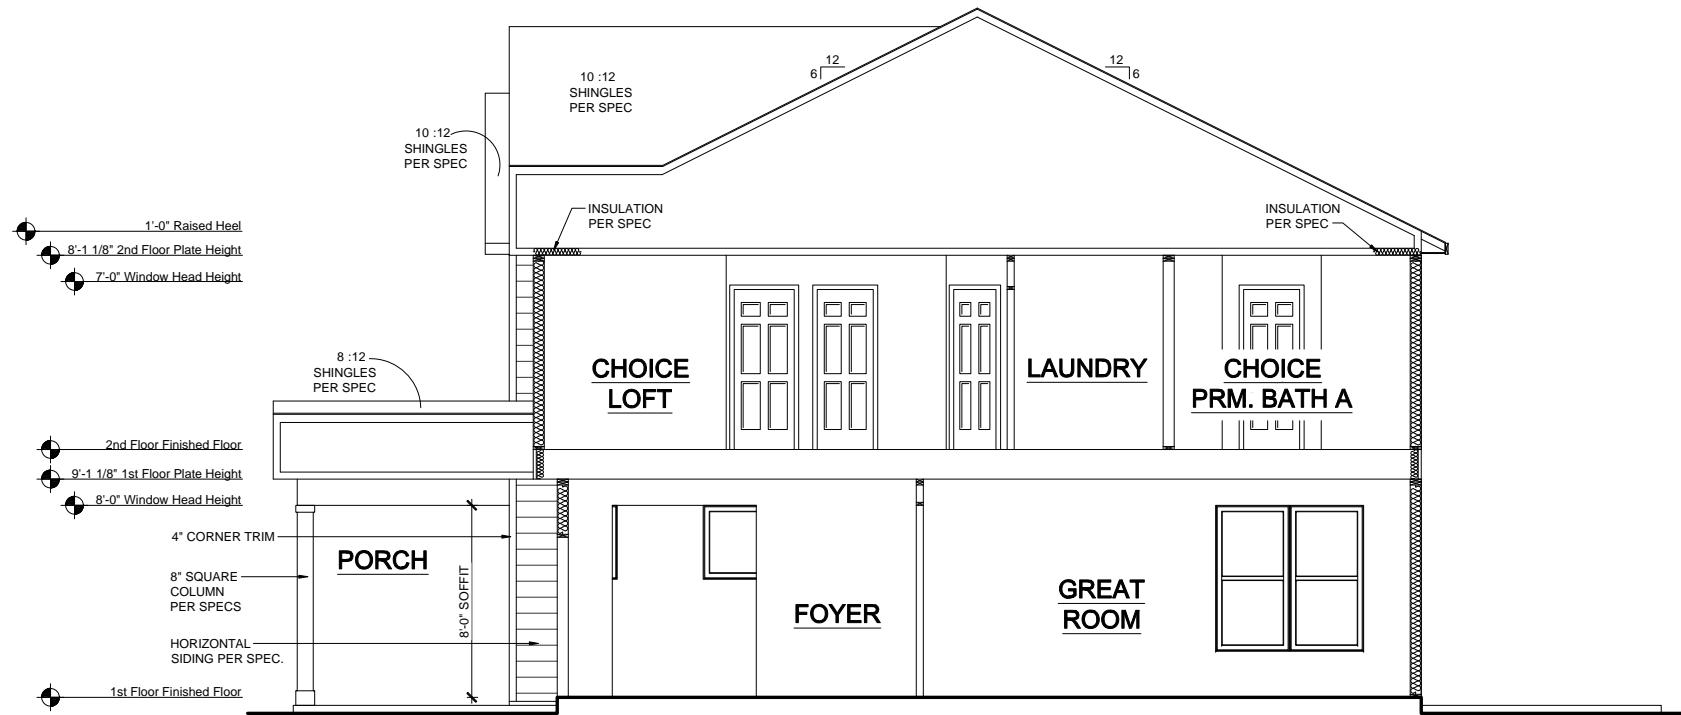 12
6
12
6
10 :12
SHINGLES
PER SPEC
10 :12
SHINGLES
PER SPEC
INSULATION
PER SPEC
INSULATION
PER SPEC
1'-0" Raised Heel
8'-1 1/8" 2nd Floor Plate Height
7'-0" Window Head Height
8 :12
SHINGLES
PER SPEC
CHOICE
LOFT
LAUNDRY
CHOICE
PRM. BATH A
2nd Floor Finished Floor
9'-1 1/8" 1st Floor Plate Height
8'-0" Window Head Height
4" CORNER TRIM
PORCH
8" SQUARE
COLUMN
PER SPECS
8'-0" SOFFIT
FOYER
GREAT
ROOM
HORIZONTAL
SIDING PER SPEC.
1st Floor Finished Floor